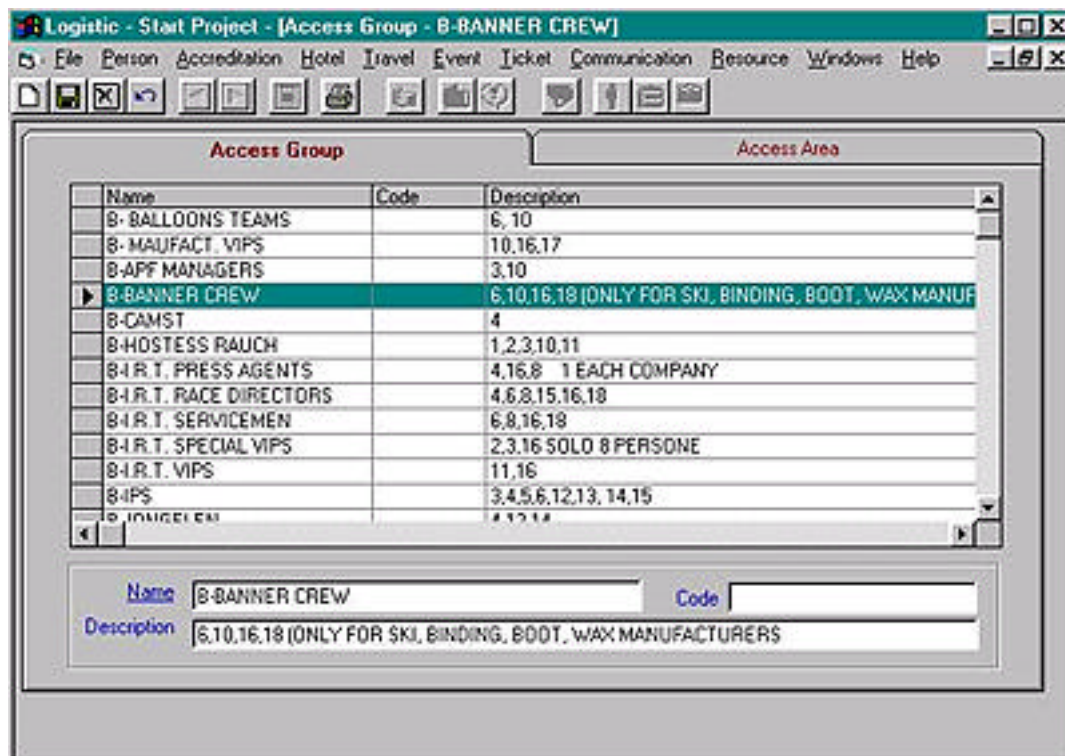 Logistic - Start Project - [Access Group - B-BANNER CREW]
File Person Accreditation Hotel Travel Event Ticket Communication Resource Windows Help
Access Group Access Area
Name Code Description
B- BALLOONS TEAMS 6, 10
B- MAUFACT. VIPS 10,16,17
B-APF MANAGERS 3,10
B-BANNER CREW 6,10,16,18 (ONLY FOR SKI, BINDING, BOOT, WAX MANUF
B-CAMST 4
B-HOSTESS RAUCH 1,2,3,10,11
B-I.R.T. PRESS AGENTS 4,16,8 1 EACH COMPANY
B-I.R.T. RACE DIRECTORS 4,6,8,15,16,18
B-I.R.T. SERVICEMEN 6,8,16,18
B-I.R.T. SPECIAL VIPS 2,3,16 SOLO 8 PERSONE
B-I.R.T. VIPS 11,16
B-IPS 3,4,5,6,12,13, 14,15
Name B-BANNER CREW Code
Description 6,10,16,18 (ONLY FOR SKI, BINDING, BOOT, WAX MANUFACTURERS